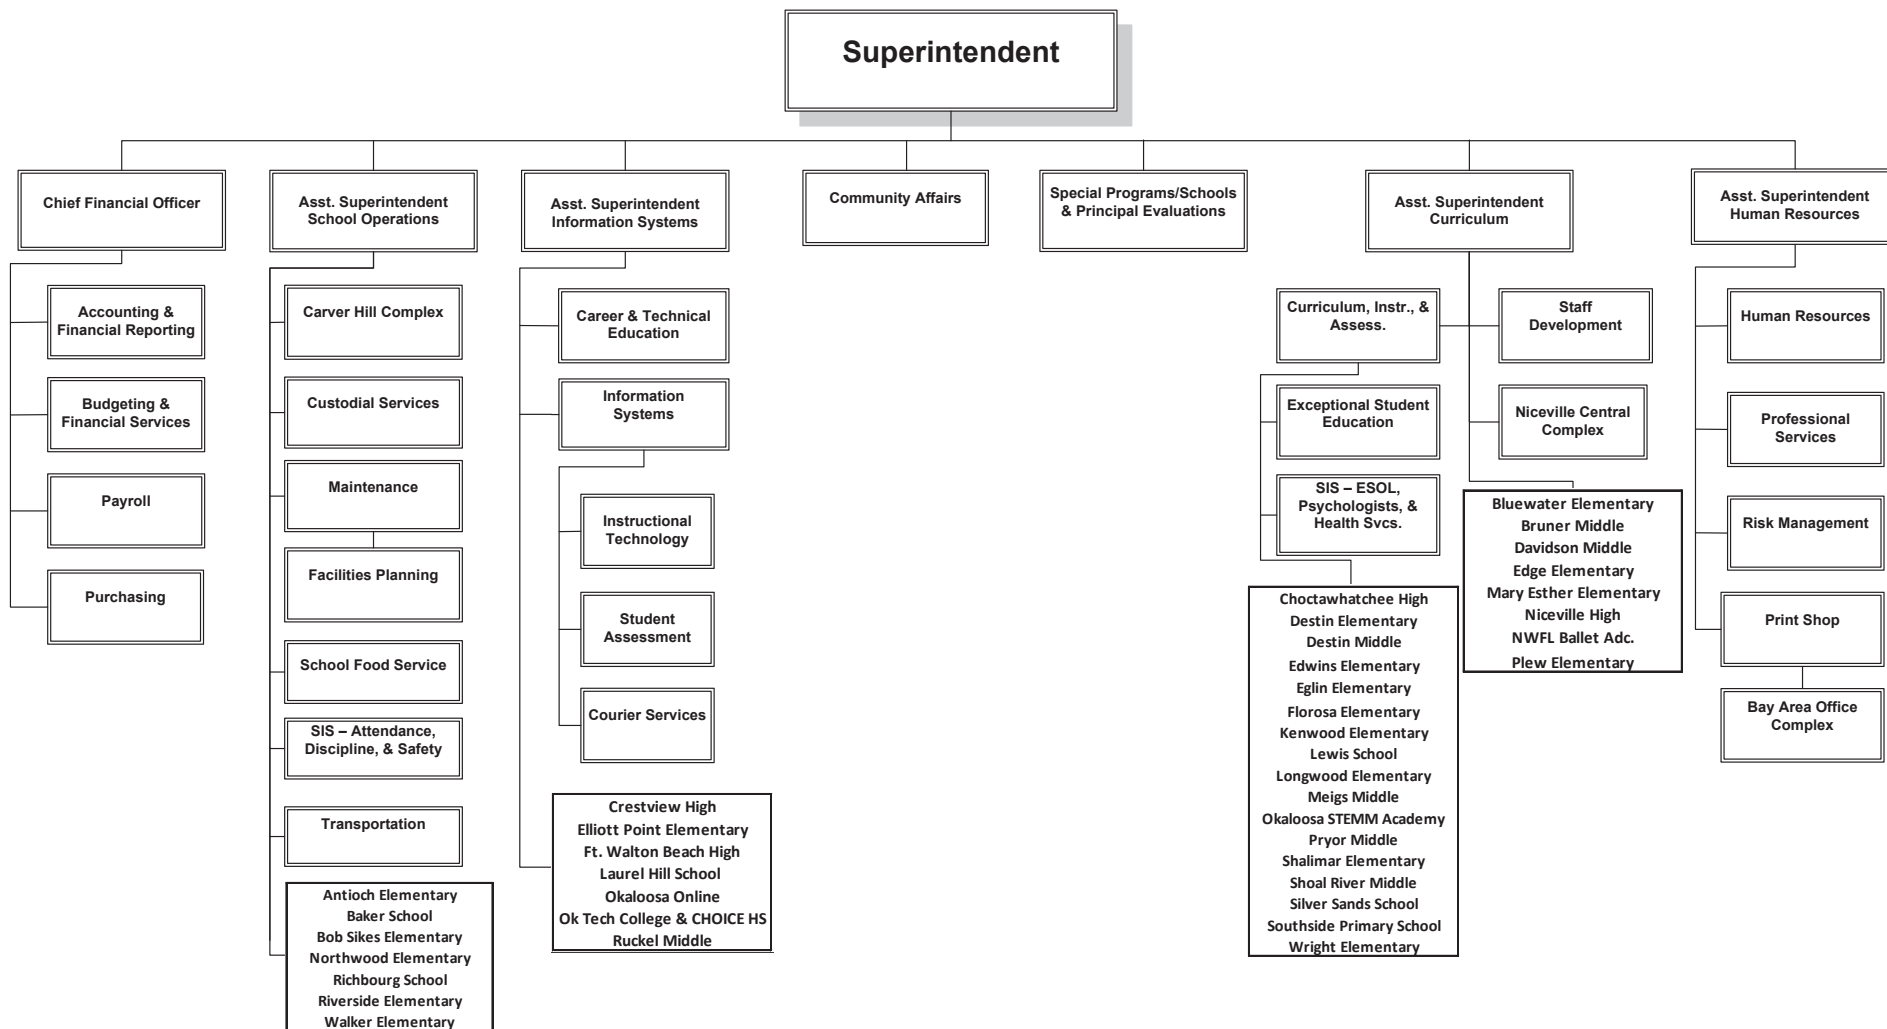 Superintendent
Chief Financial Officer
Asst. Superintendent
School Operations
Asst. Superintendent
Information Systems
Community Affairs
Special Programs/Schools
& Principal Evaluations
Asst. Superintendent
Curriculum
Asst. Superintendent
Human Resources
Accounting &
Financial Reporting
Budgeting &
Financial Services
Payroll
Purchasing
Carver Hill Complex
Custodial Services
Maintenance
Facilities Planning
School Food Service
SIS – Attendance,
Discipline, & Safety
Transportation
Antioch Elementary
Baker School
Bob Sikes Elementary
Northwood Elementary
Richbourg School
Riverside Elementary
Walker Elementary
Career & Technical
Education
Information
Systems
Instructional
Technology
Student
Assessment
Courier Services
Crestview High
Elliott Point Elementary
Ft. Walton Beach High
Laurel Hill School
Okaloosa Online
Ok Tech College & CHOICE HS
Ruckel Middle
Curriculum, Instr., &
Assess.
Exceptional Student
Education
SIS – ESOL,
Psychologists, &
Health Svcs.
Choctawhatchee High
Destin Elementary
Destin Middle
Edwins Elementary
Eglin Elementary
Florosa Elementary
Kenwood Elementary
Lewis School
Longwood Elementary
Meigs Middle
Okaloosa STEMM Academy
Pryor Middle
Shalimar Elementary
Shoal River Middle
Silver Sands School
Southside Primary School
Wright Elementary
Staff
Development
Niceville Central
Complex
Bluewater Elementary
Bruner Middle
Davidson Middle
Edge Elementary
Mary Esther Elementary
Niceville High
NWFL Ballet Adc.
Plew Elementary
Human Resources
Professional
Services
Risk Management
Print Shop
Bay Area Office
Complex